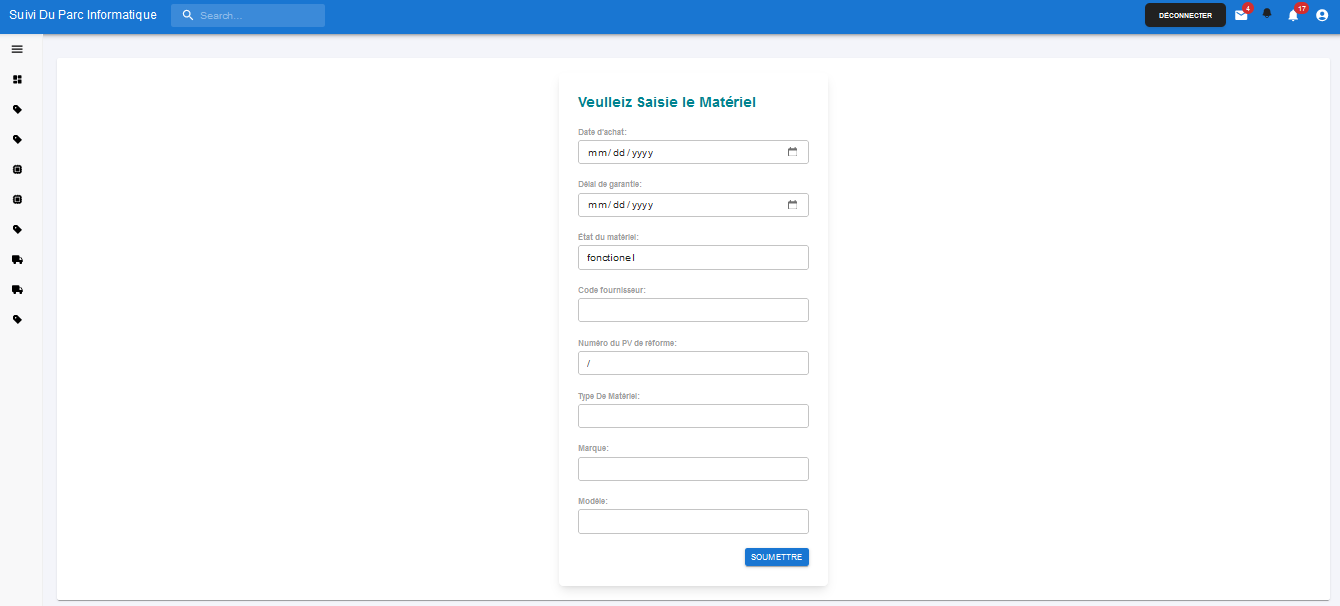 Suivi Du Parc Informatique
Search...
DÉCONNECTER
4
17
Veulleiz Saisie le Matériel
Date d'achat:
mm/dd/yyyy
Délai de garantie:
mm/dd/yyyy
État du matériel:
fonctionel
Code fournisseur:
Numéro du PV de réforme:
/
Type De Matériel:
Marque:
Modèle:
SOUMETTRE